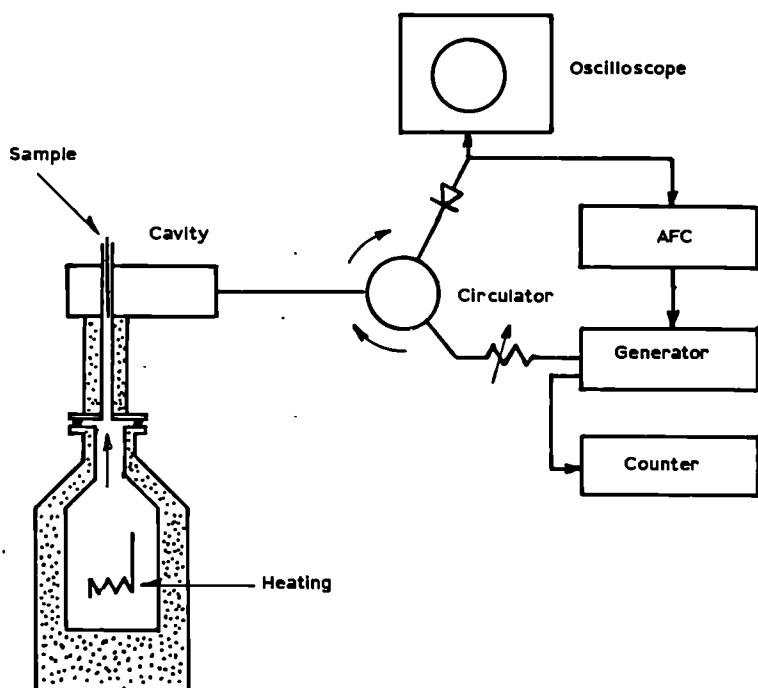 Oscilloscope
Sample
Cavity
AFC
Circulator
Generator
Counter
Heating